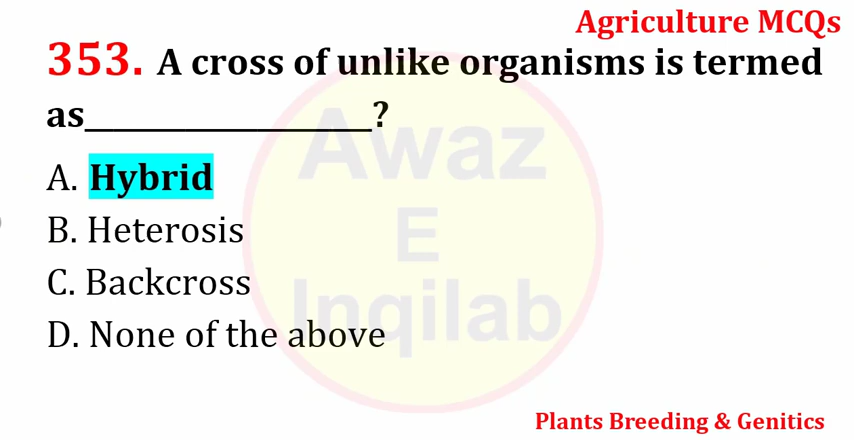 Agriculture MCQs
353. A cross of unlike organisms is termed
as__________________?
A. Hybrid
B. Heterosis
C. Backcross
D. None of the above
Awaz
E
Inqilab
Plants Breeding & Genitics